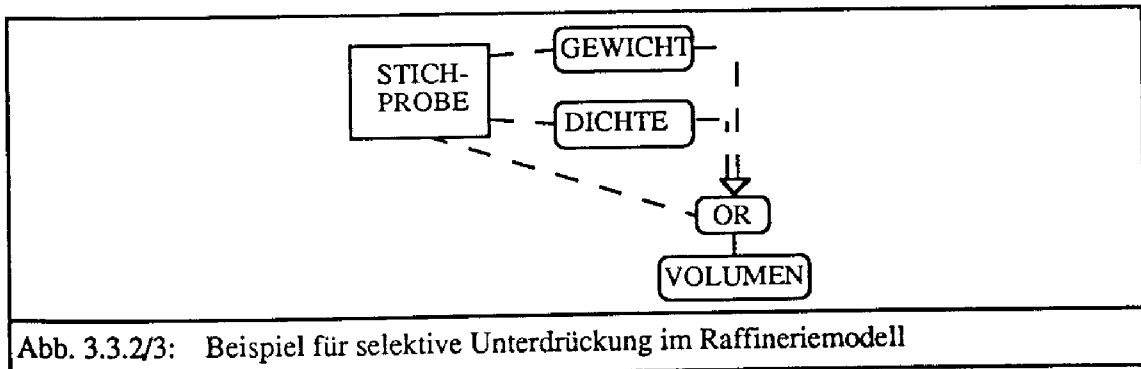 GEWICHT
STICH-
PROBE
DICHTE
OR
VOLUMEN
Abb. 3.3.2/3: Beispiel für selektive Unterdrückung im Raffineriemodell